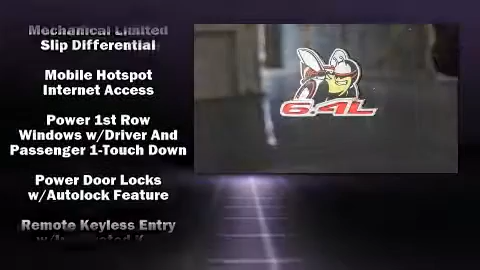 Mechanical Limited
Slip Differential
Mobile Hotspot
Internet Access
Power 1st Row
Windows w/Driver And
Passenger 1-Touch Down
Power Door Locks
w/Autolock Feature
Remote Keyless Entry
6.4L